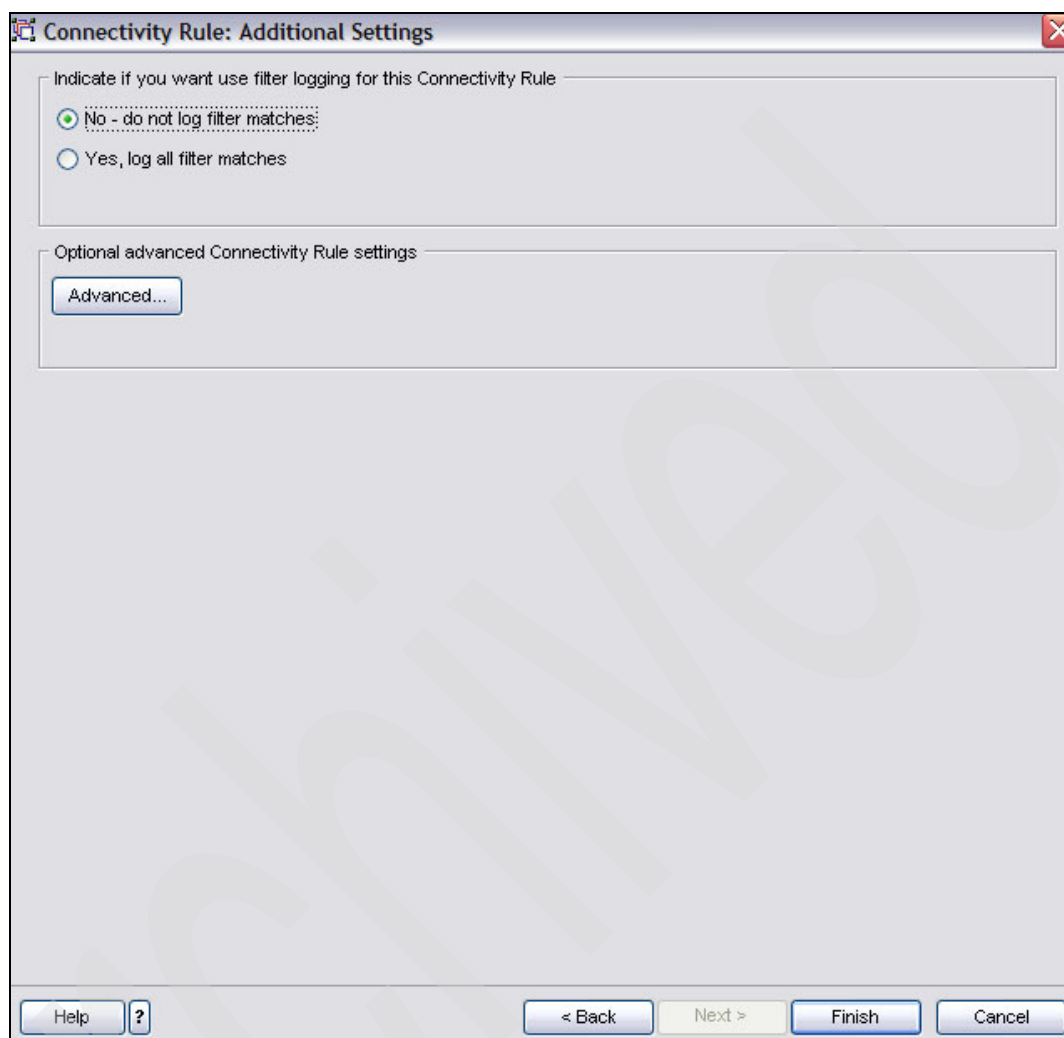 Connectivity Rule: Additional Settings
Indicate if you want use filter logging for this Connectivity Rule
No - do not log filter matches
Yes, log all filter matches
Optional advanced Connectivity Rule settings
Advanced...
Help ? < Back Next > Finish Cancel